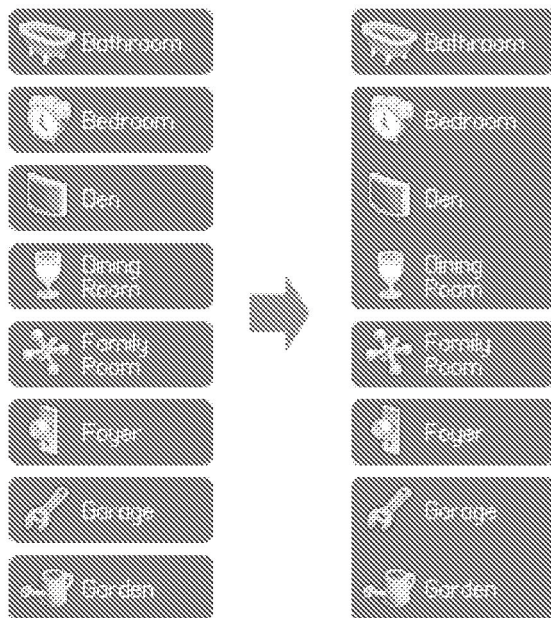 Bathroom
Bedroom
Den
Dining
Room
Family
Room
Foyer
Garage
Garden
Bathroom
Bedroom
Den
Dining
Room
Family
Room
Foyer
Garage
Garden